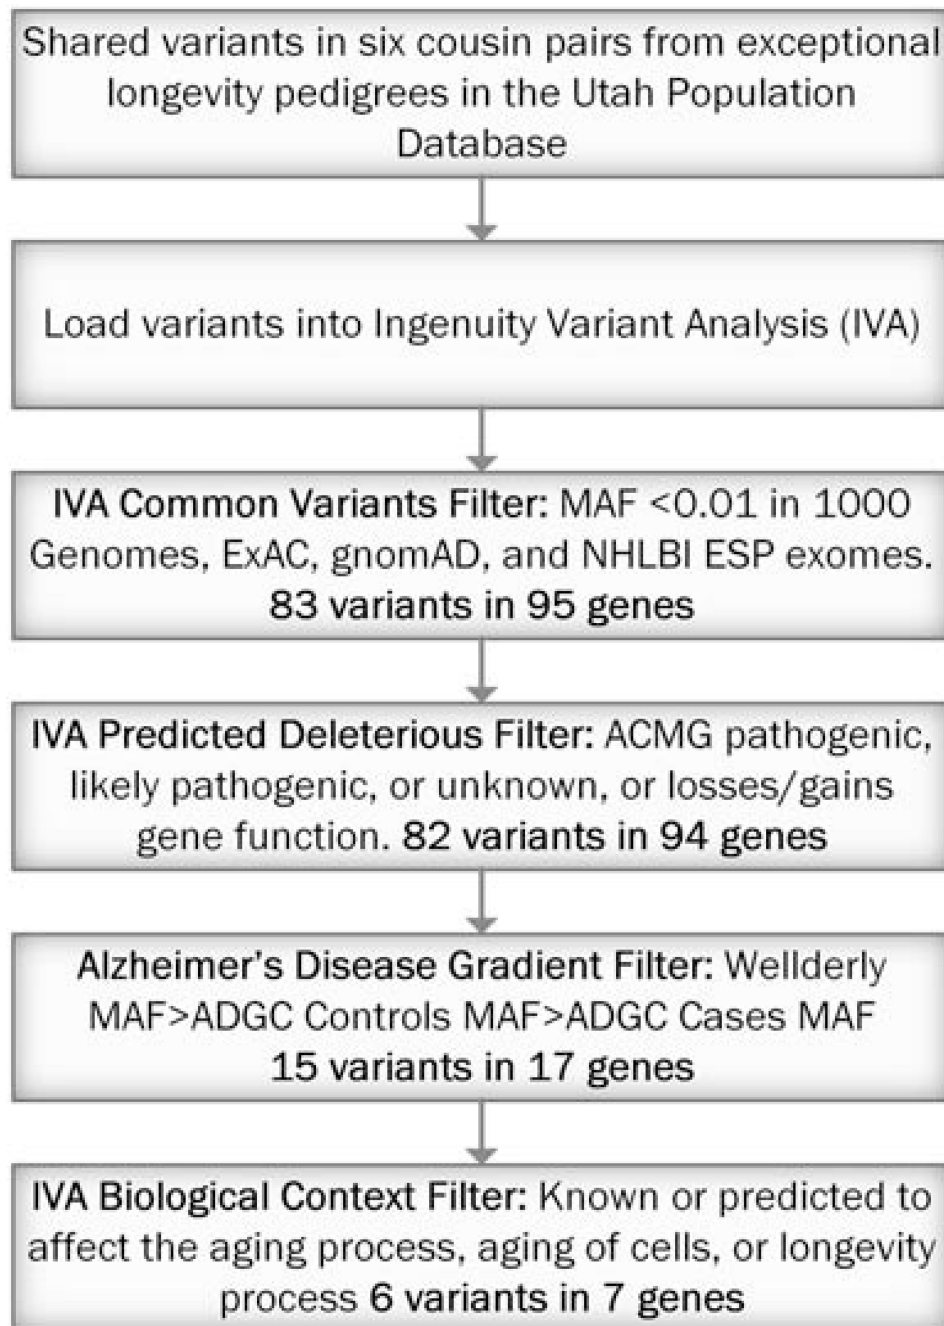 Shared variants in six cousin pairs from exceptional
longevity pedigrees in the Utah Population
Database
Load variants into Ingenuity Variant Analysis (IVA)
IVA Common Variants Filter: MAF <0.01 in 1000
Genomes, ExAC, gnomAD, and NHLBI ESP exomes.
83 variants in 95 genes
IVA Predicted Deleterious Filter: ACMG pathogenic,
likely pathogenic, or unknown, or losses/gains
gene function. 82 variants in 94 genes
Alzheimer's Disease Gradient Filter: Wellderly
MAF>ADGC Controls MAF>ADGC Cases MAF
15 variants in 17 genes
IVA Biological Context Filter: Known or predicted to
affect the aging process, aging of cells, or longevity
process 6 variants in 7 genes